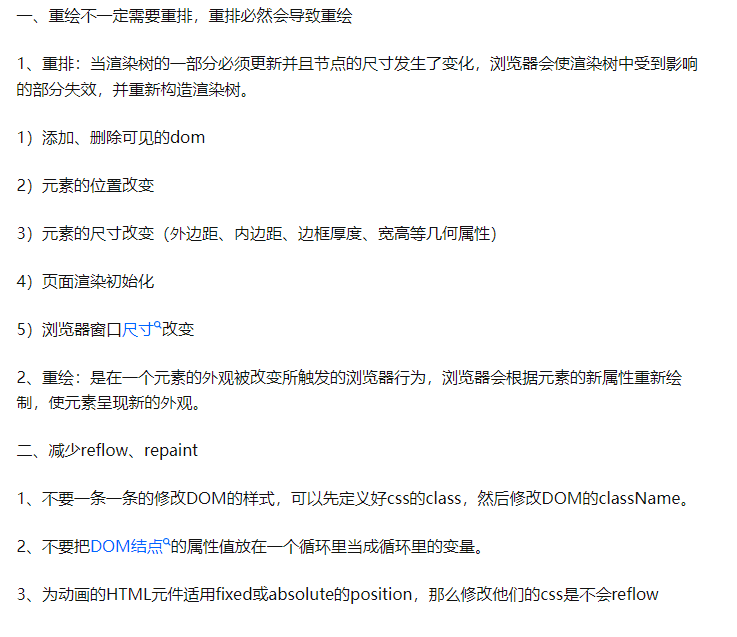 一、重绘不一定需要重排，重排必然会导致重绘
1、重排：当渲染树的一部分必须更新并且节点的尺寸发生了变化，浏览器会使渲染树中受到影响
的部分失效，并重新构造渲染树。
1）添加、删除可见的dom
2）元素的位置改变
3）元素的尺寸改变（外边距、内边距、边框厚度、宽高等几何属性）
4）页面渲染初始化
5）浏览器窗口尺寸改变
2、重绘：是在一个元素的外观被改变所触发的浏览器行为，浏览器会根据元素的新属性重新绘
制，使元素呈现新的外观。
二、减少reflow、repaint
1、不要一条一条的修改DOM的样式，可以先定义好css的class，然后修改DOM的className。
2、不要把DOM结点的属性值放在一个循环里当成循环里的变量。
3、为动画的HTML元件适用fixed或absolute的position，那么修改他们的css是不会reflow